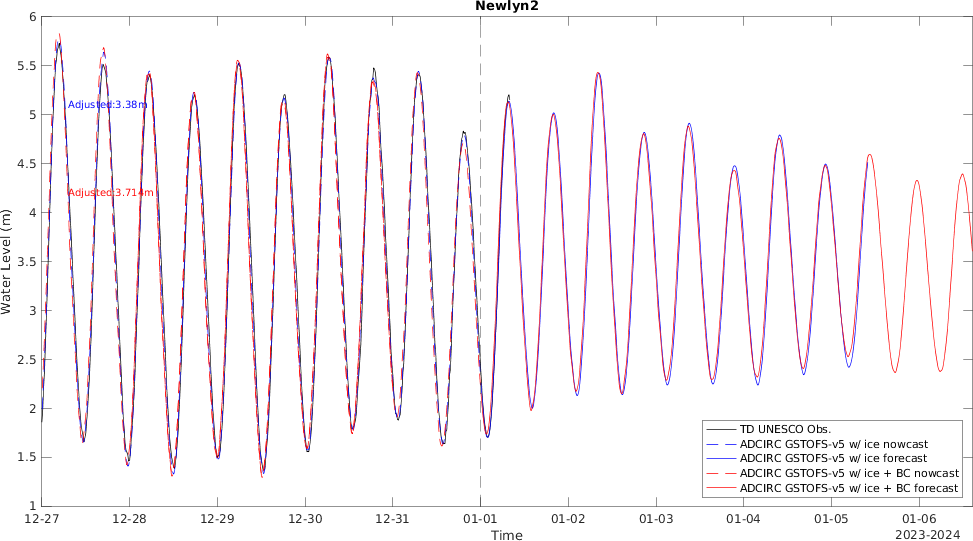 Newlyn2
6
5.5
5
4.5
4
3.5
3
2.5
2
1.5
1
Water Level (m)
Adjusted:3.38m
Adjusted:3.714m
TD UNESCO Obs.
ADCIRC GSTOFS-v5 w/ ice nowcast
ADCIRC GSTOFS-v5 w/ ice forecast
ADCIRC GSTOFS-v5 w/ ice + BC nowcast
ADCIRC GSTOFS-v5 w/ ice + BC forecast
12-27 12-28 12-29 12-30 12-31 01-01 01-02 01-03 01-04 01-05 01-06
Time
2023-2024